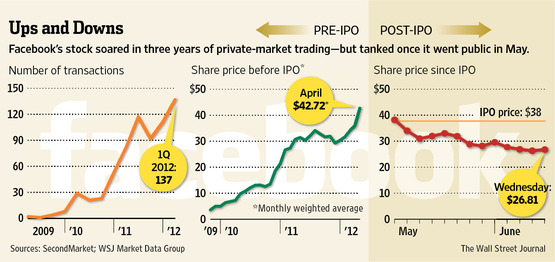 Ups and Downs
PRE-IPO
POST-IPO
Facebook's stock soared in three years of private-market trading—but tanked once it went public in May.
Number of transactions
150
120
90
60
30
0
2009
'10
'11
'12
1Q
2012:
137
Share price before IPO*
$50
40
30
20
10
0
'09
'10
'11
'12
April
$42.72*
*Monthly weighted average
Share price since IPO
$50
40
30
20
10
0
May
June
IPO price: $38
Wednesday:
$26.81
facebook
Sources: SecondMarket; WSJ Market Data Group
The Wall Street Journal